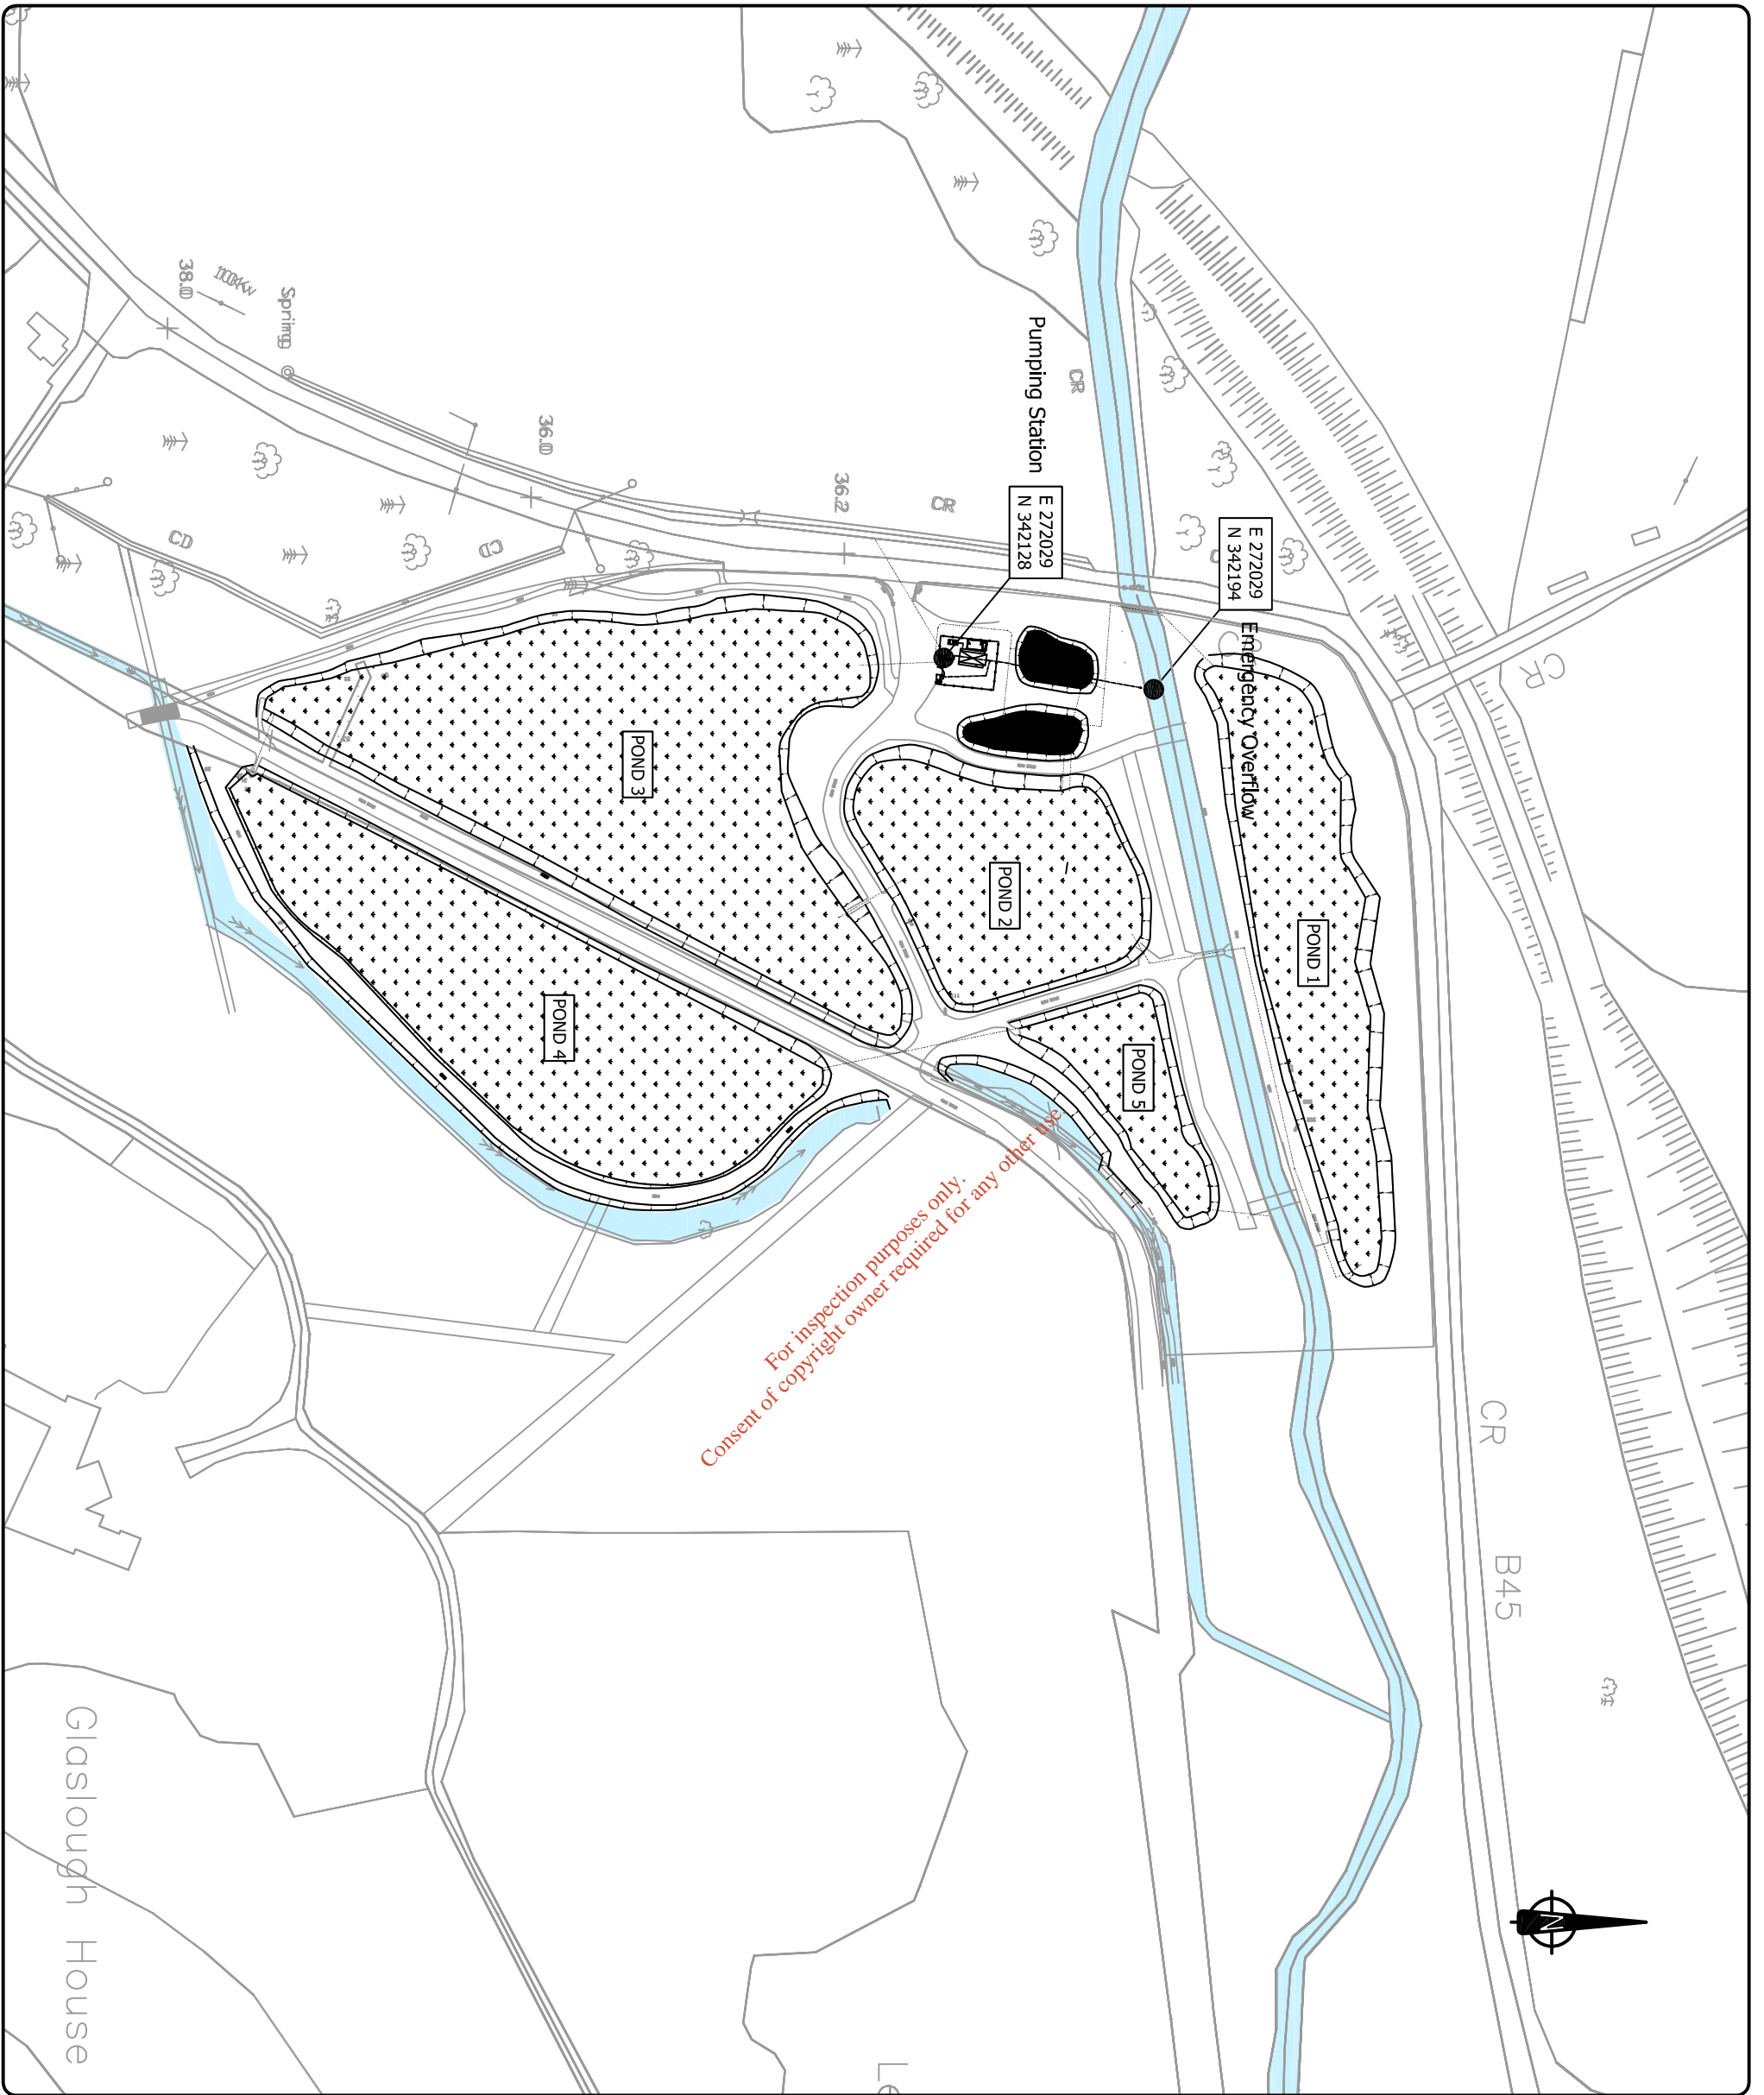 CR
B45
CR
POND 1
E 272029
N 342194
Emergency Overflow
Pumping Station
E 272029
N 342128
CR
CR
POND 5
POND 2
36.2
POND 3
36.0
POND 4
Spring
38.0
CD
CD
Le
Glaslough House
N
For inspection purposes only.
Consent of copyright owner required for any other use.